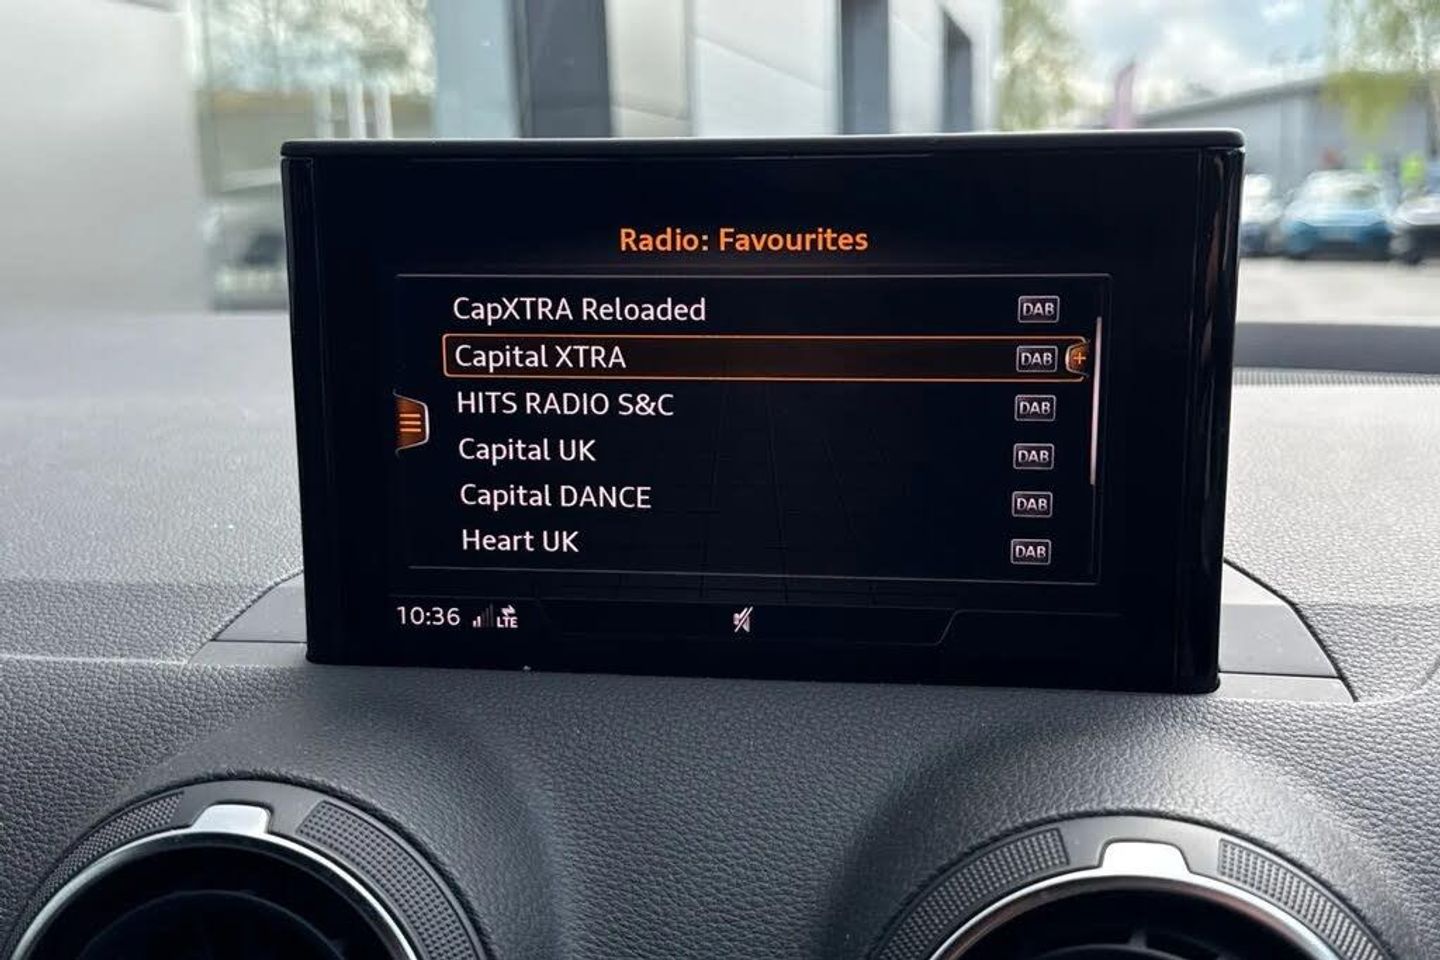 Radio: Favourites
CapXTRA Reloaded DAB
Capital XTRA DAB +
HITS RADIO S&C DAB
Capital UK DAB
Capital DANCE DAB
Heart UK DAB
10:36 LTE